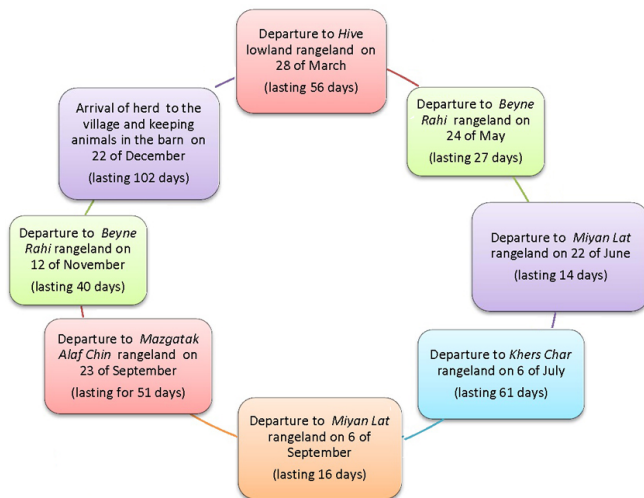 Departure to Hive
lowland rangeland on
28 of March
(lasting 56 days)
Departure to Beyne
Rahi rangeland on
24 of May
(lasting 27 days)
Departure to Miyan Lat
rangeland on 22 of June
(lasting 14 days)
Departure to Khers Char
rangeland on 6 of July
(lasting 61 days)
Departure to Miyan Lat
rangeland on 6 of
September
(lasting 16 days)
Departure to Mazgatak
Alaf Chin rangeland on
23 of September
(lasting for 51 days)
Departure to Beyne
Rahi rangeland on
12 of November
(lasting 40 days)
Arrival of herd to the
village and keeping
animals in the barn on
22 of December
(lasting 102 days)